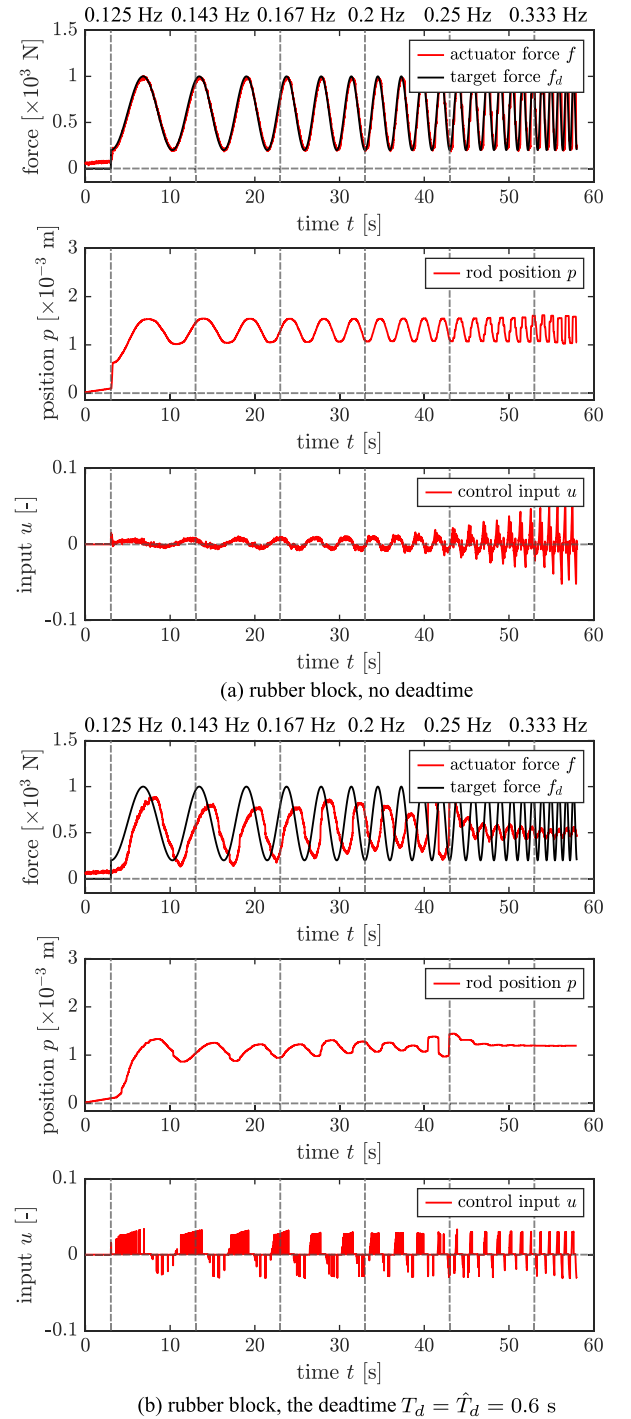 0.125 Hz 0.143 Hz 0.167 Hz 0.2 Hz 0.25 Hz 0.333 Hz
1.5
1
0.5
0
force [×10³ N]
actuator force f
target force f_d
0 10 20 30 40 50 60
time t [s]
3
2
1
0
position p [×10⁻³ m]
rod position p
0 10 20 30 40 50 60
time t [s]
0.1
0
-0.1
input u [-]
control input u
0 10 20 30 40 50 60
time t [s]
(a) rubber block, no deadtime
0.125 Hz 0.143 Hz 0.167 Hz 0.2 Hz 0.25 Hz 0.333 Hz
1.5
1
0.5
0
force [×10³ N]
actuator force f
target force f_d
0 10 20 30 40 50 60
time t [s]
3
2
1
0
position p [×10⁻³ m]
rod position p
0 10 20 30 40 50 60
time t [s]
0.1
0
-0.1
input u [-]
control input u
0 10 20 30 40 50 60
time t [s]
(b) rubber block, the deadtime T_d = T̂_d = 0.6 s